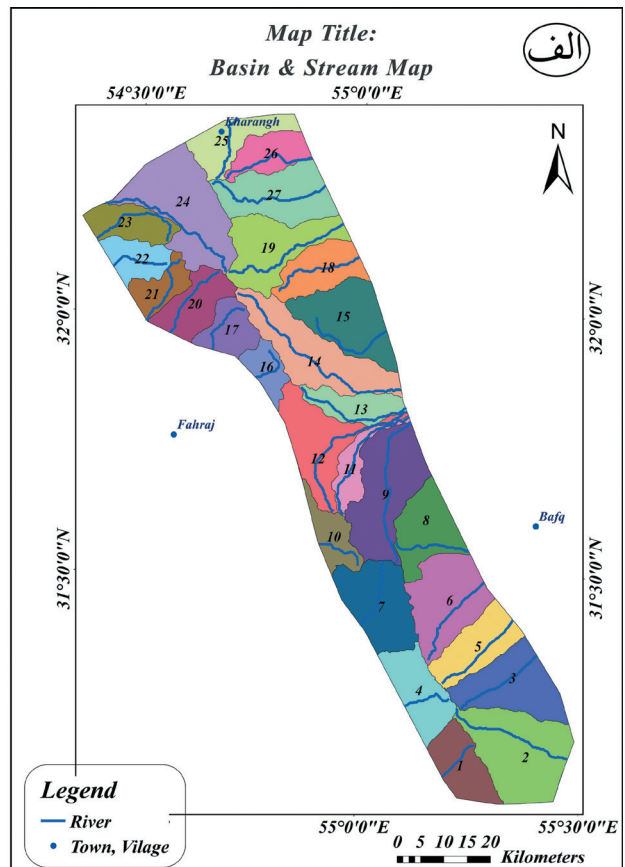 Map Title:
Basin & Stream Map
الف
54°30'0"E
55°0'0"E
N
Kharangh
25
26
27
24
23
19
22
18
21
20
15
17
14
16
13
12
11
9
8
10
7
6
5
4
3
2
1
32°0'0"N
32°0'0"N
Fahraj
Bafq
31°30'0"N
31°30'0"N
Legend
River
Town, Vilage
55°0'0"E
55°30'0"E
0 5 10 15 20
Kilometers